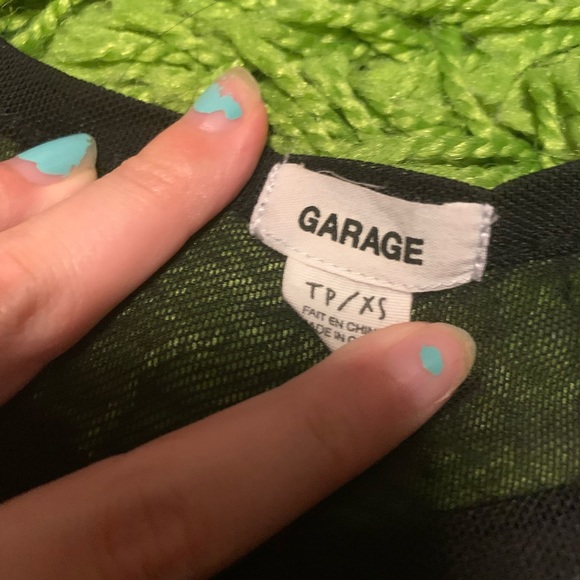 GARAGE
TP/XS
FAIT EN
MADE IN